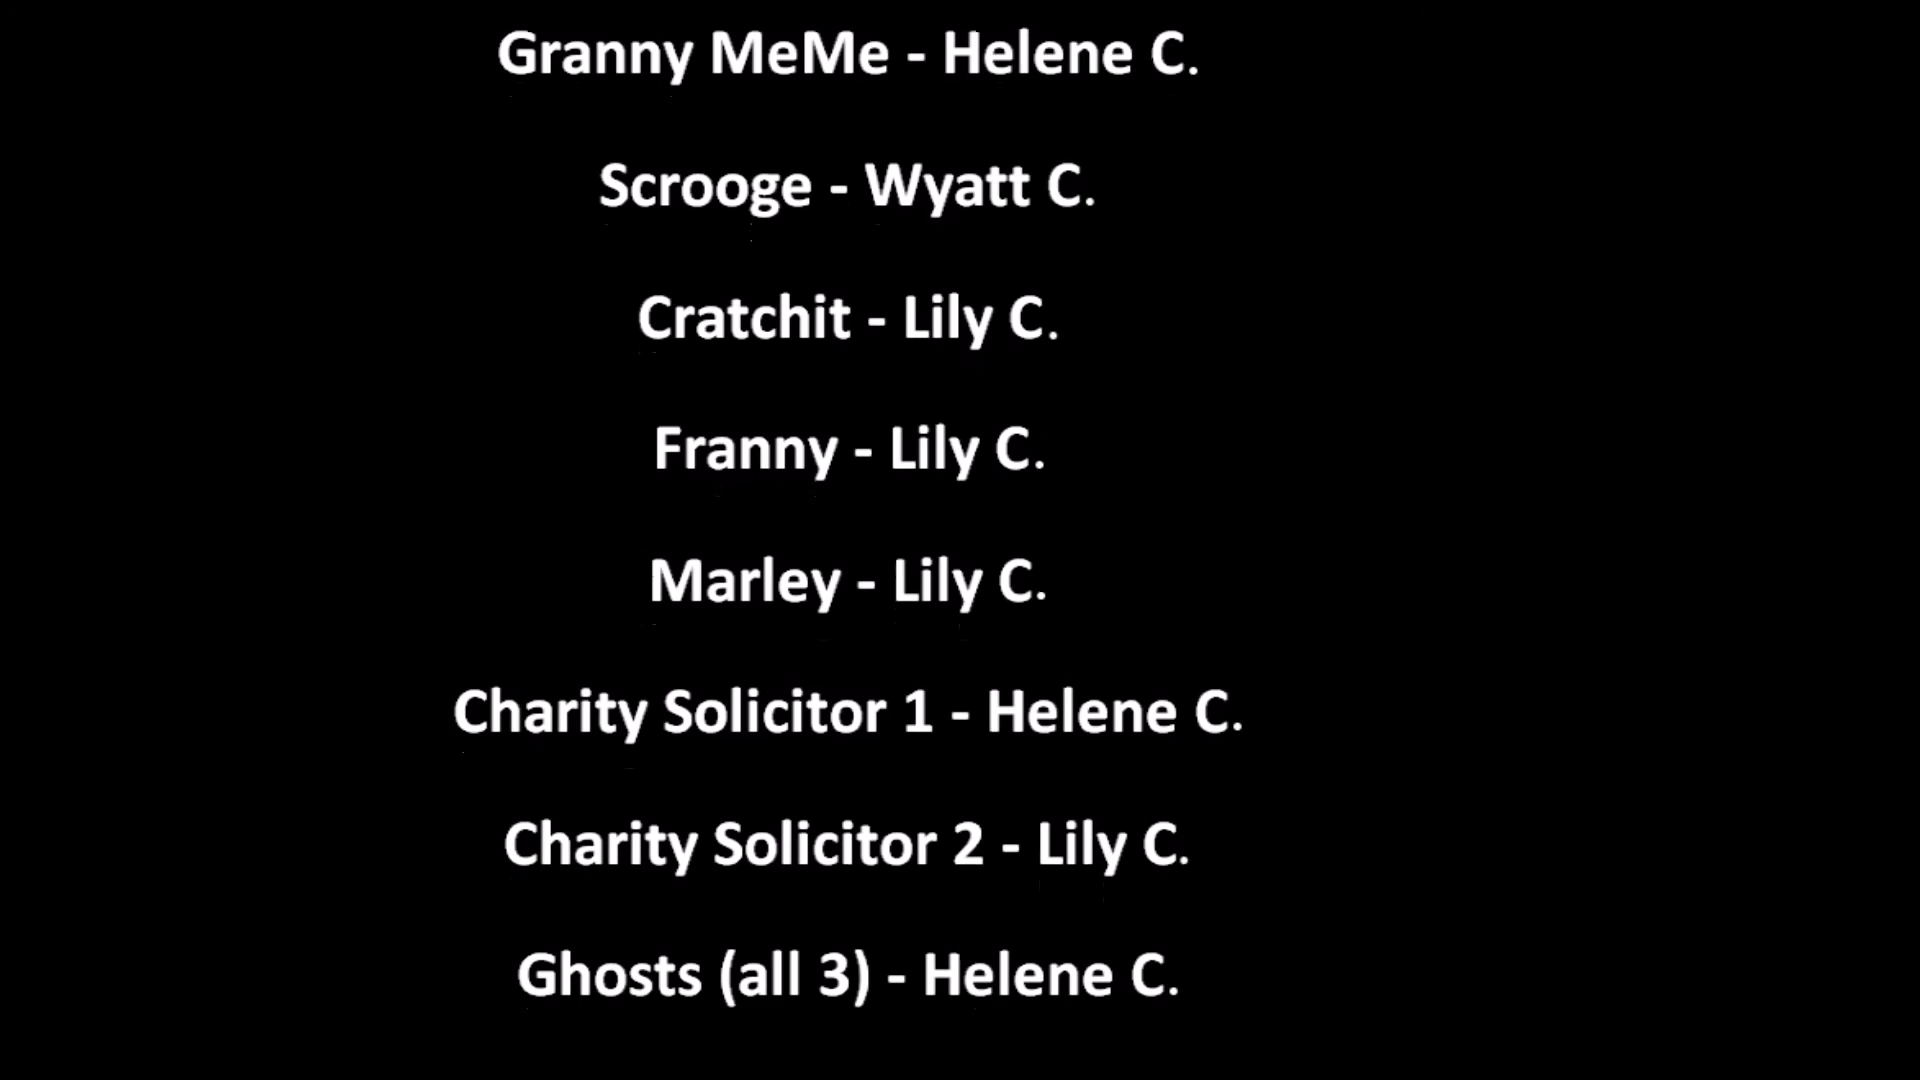 Granny MeMe - Helene C.
Scrooge - Wyatt C.
Cratchit - Lily C.
Franny - Lily C.
Marley - Lily C.
Charity Solicitor 1 - Helene C.
Charity Solicitor 2 - Lily C.
Ghosts (all 3) - Helene C.